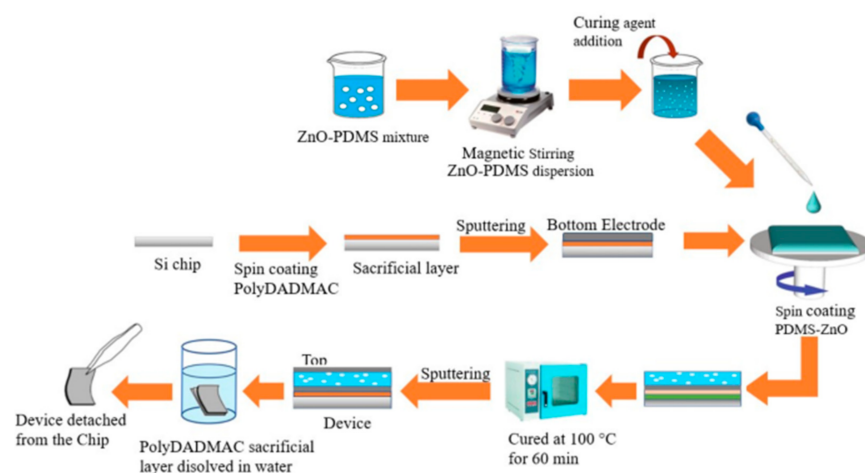 Curing agent
addition
ZnO-PDMS mixture
Magnetic Stirring
ZnO-PDMS dispersion
Si chip
Spin coating
PolyDADMAC
Sacrificial layer
Sputtering
Bottom Electrode
Spin coating
PDMS-ZnO
Cured at 100 °C
for 60 min
Sputtering
Top
Device
PolyDADMAC sacrificial
layer disolved in water
Device detached
from the Chip